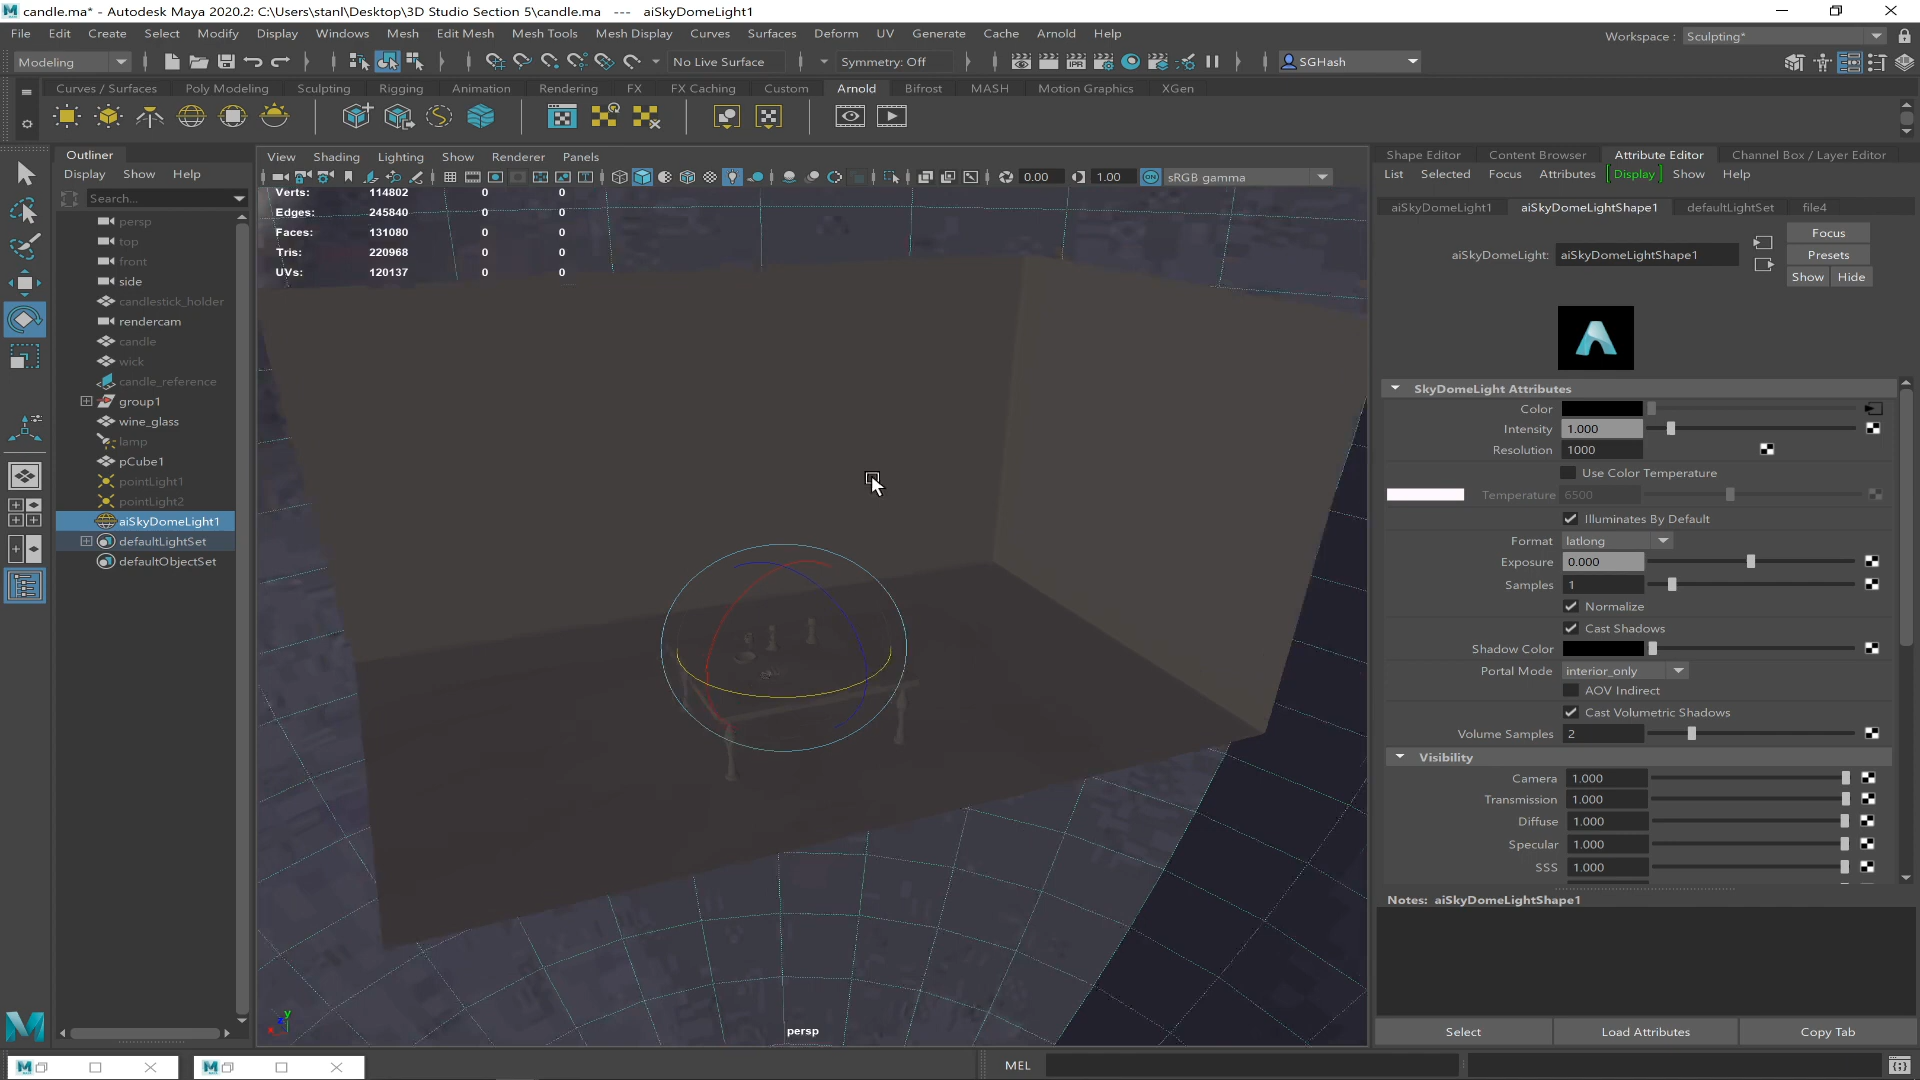 candle.ma* - Autodesk Maya 2020.2: C:\Users\stanl\Desktop\3D Studio Section 5\candle.ma --- aiSkyDomeLight1
File Edit Create Select Modify Display Windows Mesh Edit Mesh Mesh Tools Mesh Display Curves Surfaces Deform UV Generate Cache Arnold Help Workspace : Sculpting*
Modeling No Live Surface Symmetry: Off IPR SGHash
Curves / Surfaces Poly Modeling Sculpting Rigging Animation Rendering FX FX Caching Custom Arnold Bifrost MASH Motion Graphics XGen
Outliner
Display Show Help
Search...
persp
top
front
side
candlestick_holder
rendercam
candle
wick
candle_reference
group1
wine_glass
lamp
pCube1
pointLight1
pointLight2
aiSkyDomeLight1
defaultLightSet
defaultObjectSet
View Shading Lighting Show Renderer Panels
0.00 1.00 ON sRGB gamma
Verts: 114802 0 0
Edges: 245840 0 0
Faces: 131080 0 0
Tris: 220968 0 0
UVs: 120137 0 0
y
persp
Shape Editor Content Browser Attribute Editor Channel Box / Layer Editor
List Selected Focus Attributes Display Show Help
aiSkyDomeLight1 aiSkyDomeLightShape1 defaultLightSet file4
Focus
aiSkyDomeLight: aiSkyDomeLightShape1
Presets
Show Hide
SkyDomeLight Attributes
Color
Intensity 1.000
Resolution 1000
Use Color Temperature
Temperature 6500
Illuminates By Default
Format latlong
Exposure 0.000
Samples 1
Normalize
Cast Shadows
Shadow Color
Portal Mode interior_only
AOV Indirect
Cast Volumetric Shadows
Volume Samples 2
Visibility
Camera 1.000
Transmission 1.000
Diffuse 1.000
Specular 1.000
SSS 1.000
Notes: aiSkyDomeLightShape1
Select Load Attributes Copy Tab
MEL